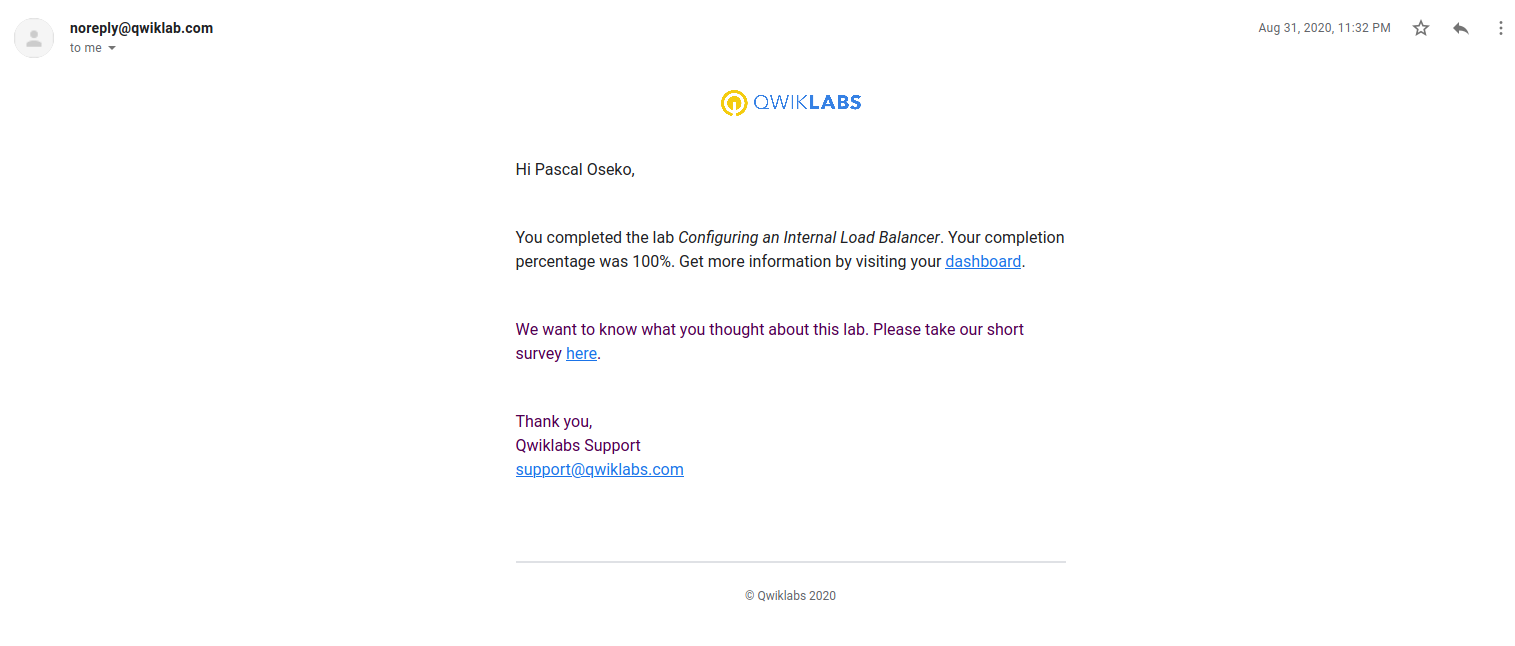 noreply@qwiklab.com
Aug 31, 2020, 11:32 PM
to me
QWIKLABS
Hi Pascal Oseko,
You completed the lab Configuring an Internal Load Balancer. Your completion
percentage was 100%. Get more information by visiting your dashboard.
We want to know what you thought about this lab. Please take our short
survey here.
Thank you,
Qwiklabs Support
support@qwiklabs.com
© Qwiklabs 2020